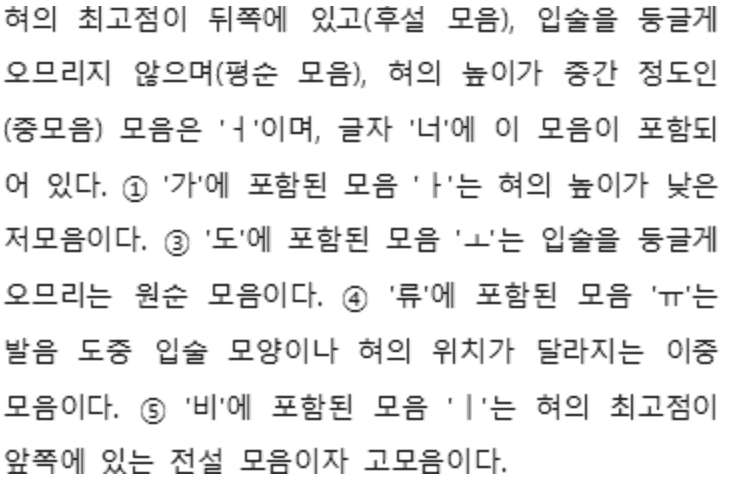 혀의 최고점이 뒤쪽에 있고(후설 모음), 입술을 둥글게
오므리지 않으며(평순 모음), 혀의 높이가 중간 정도인
(중모음) 모음은 'ㅓ'이며, 글자 '너'에 이 모음이 포함되
어 있다. ① '가'에 포함된 모음 'ㅏ'는 혀의 높이가 낮은
저모음이다. ③ '도'에 포함된 모음 'ㅗ'는 입술을 둥글게
오므리는 원순 모음이다. ④ '류'에 포함된 모음 'ㅠ'는
발음 도중 입술 모양이나 혀의 위치가 달라지는 이중
모음이다. ⑤ '비'에 포함된 모음 'ㅣ'는 혀의 최고점이
앞쪽에 있는 전설 모음이자 고모음이다.